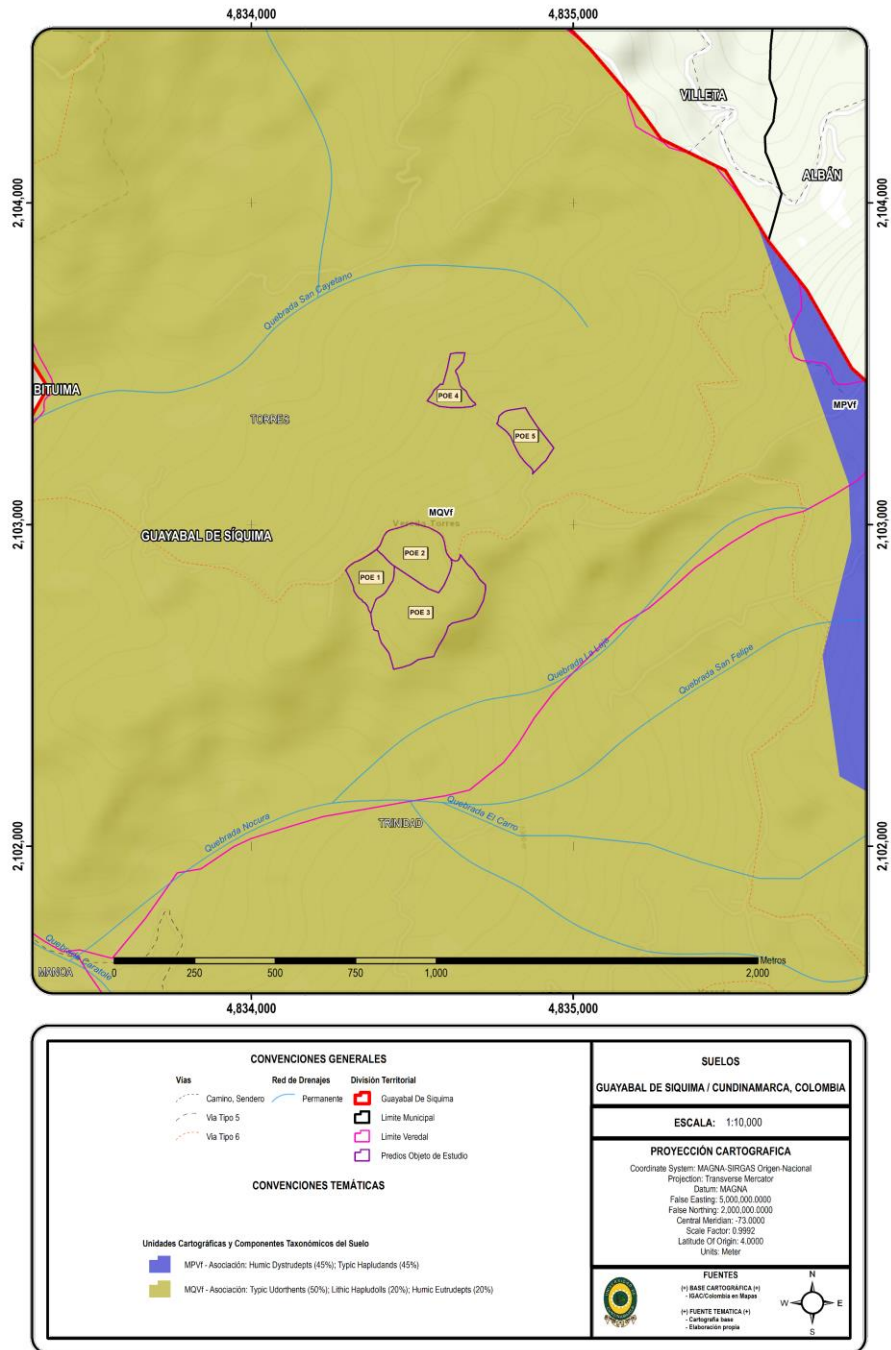 4,834,000
4,835,000
2,104,000
2,104,000
VILLETA
ALBÁN
Quebrada San Cayetano
BITUIMA
TORRES
POE 4
POE 5
MPVf
2,103,000
2,103,000
MQVf
Vereda Torres
GUAYABAL DE SÍQUIMA
POE 2
POE 1
POE 3
Quebrada La Laja
Quebrada San Felipe
Quebrada Nocura
Quebrada El Carro
TRINIDAD
2,102,000
2,102,000
Quebrada Caratole
MANOA
0 250 500 750 1,000 2,000 Metros
4,834,000
4,835,000
CONVENCIONES GENERALES
Vías
Camino, Sendero
Via Tipo 5
Via Tipo 6
Red de Drenajes
Permanente
División Territorial
Guayabal De Siquima
Limite Municipal
Limite Veredal
Predios Objeto de Estudio
CONVENCIONES TEMÁTICAS
Unidades Cartográficas y Componentes Taxonómicos del Suelo
MPVf - Asociación: Humic Dystrudepts (45%); Typic Hapludands (45%)
MQVf - Asociación: Typic Udorthents (50%); Lithic Hapludolls (20%); Humic Eutrudepts (20%)
SUELOS
GUAYABAL DE SIQUIMA / CUNDINAMARCA, COLOMBIA
ESCALA: 1:10,000
PROYECCIÓN CARTOGRAFICA
Coordinate System: MAGNA-SIRGAS Origen-Nacional
Projection: Transverse Mercator
Datum: MAGNA
False Easting: 5,000,000.0000
False Northing: 2,000,000.0000
Central Meridian: -73.0000
Scale Factor: 0.9992
Latitude Of Origin: 4.0000
Units: Meter
FUENTES
(+) BASE CARTOGRÁFICA (+)
- IGAC/Colombia en Mapas
(+) FUENTE TEMATICA (+)
- Cartografía base
- Elaboración propia
N
W E
S